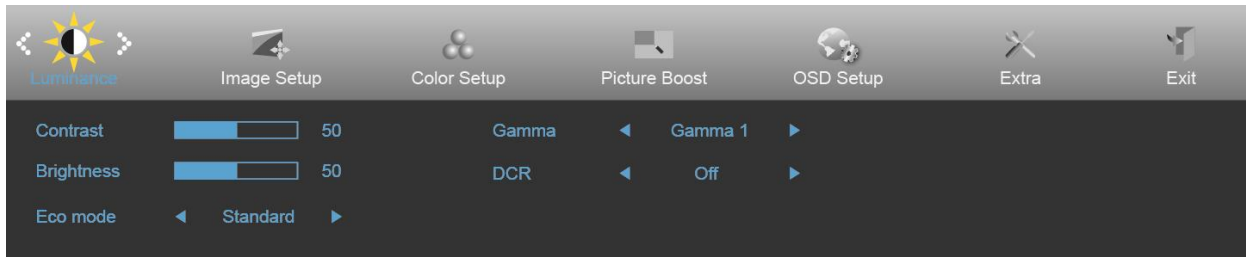 Luminance
Image Setup
Color Setup
Picture Boost
OSD Setup
Extra
Exit
Contrast 50 Gamma Gamma 1
Brightness 50 DCR Off
Eco mode Standard